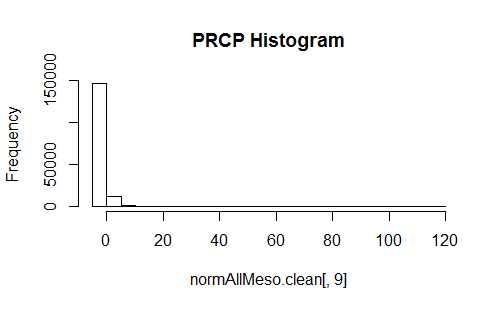 PRCP Histogram
Frequency
150000
50000
0
0 20 40 60 80 100 120
normAllMeso.clean[, 9]